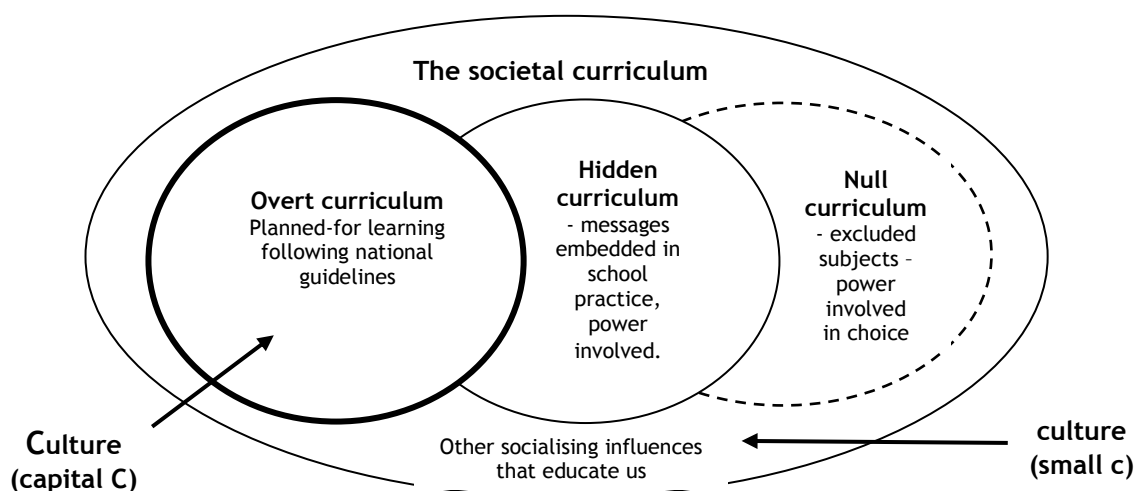 The societal curriculum
Overt curriculum
Planned-for learning
following national
guidelines
Hidden
curriculum
- messages
embedded in
school
practice,
power
involved.
Null
curriculum
- excluded
subjects –
power
involved
in choice
Culture
(capital C)
Other socialising influences
that educate us
culture
(small c)